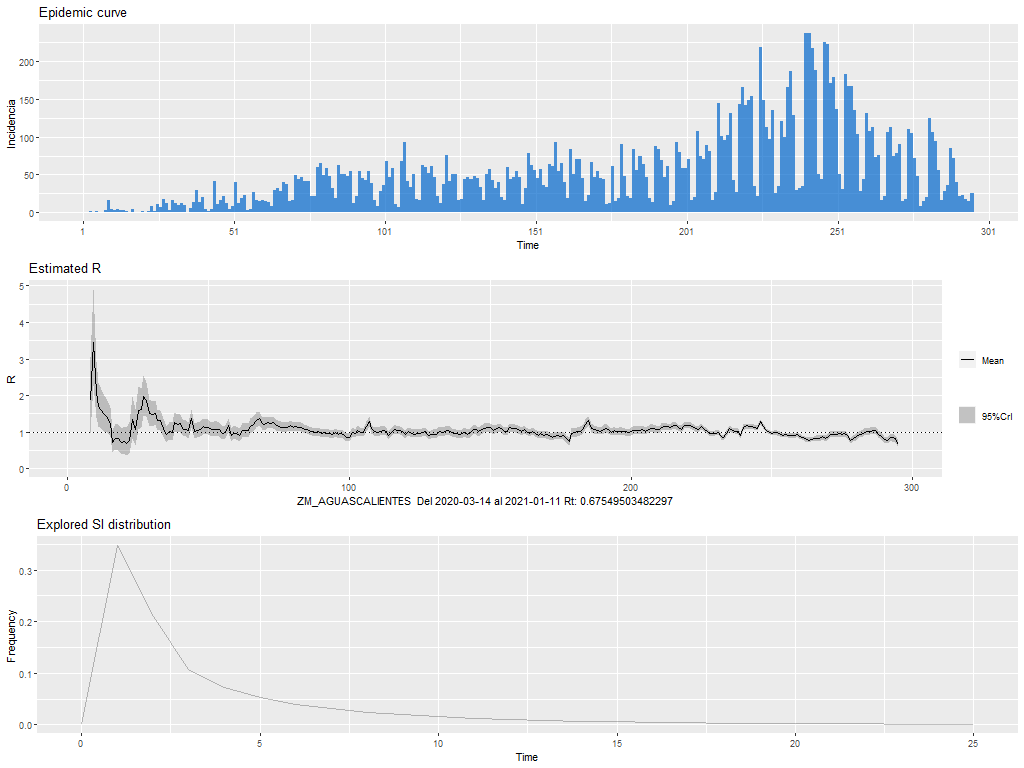 Epidemic curve
200
150
100
50
0
Incidencia
1 51 101 151 201 251 301
Time
Estimated R
5
4
3
2
1
0
R
Mean
95%CrI
0 100 200 300
ZM_AGUASCALIENTES Del 2020-03-14 al 2021-01-11 Rt: 0.67549503482297
Explored SI distribution
0.3
0.2
0.1
0.0
Frequency
0 5 10 15 20 25
Time